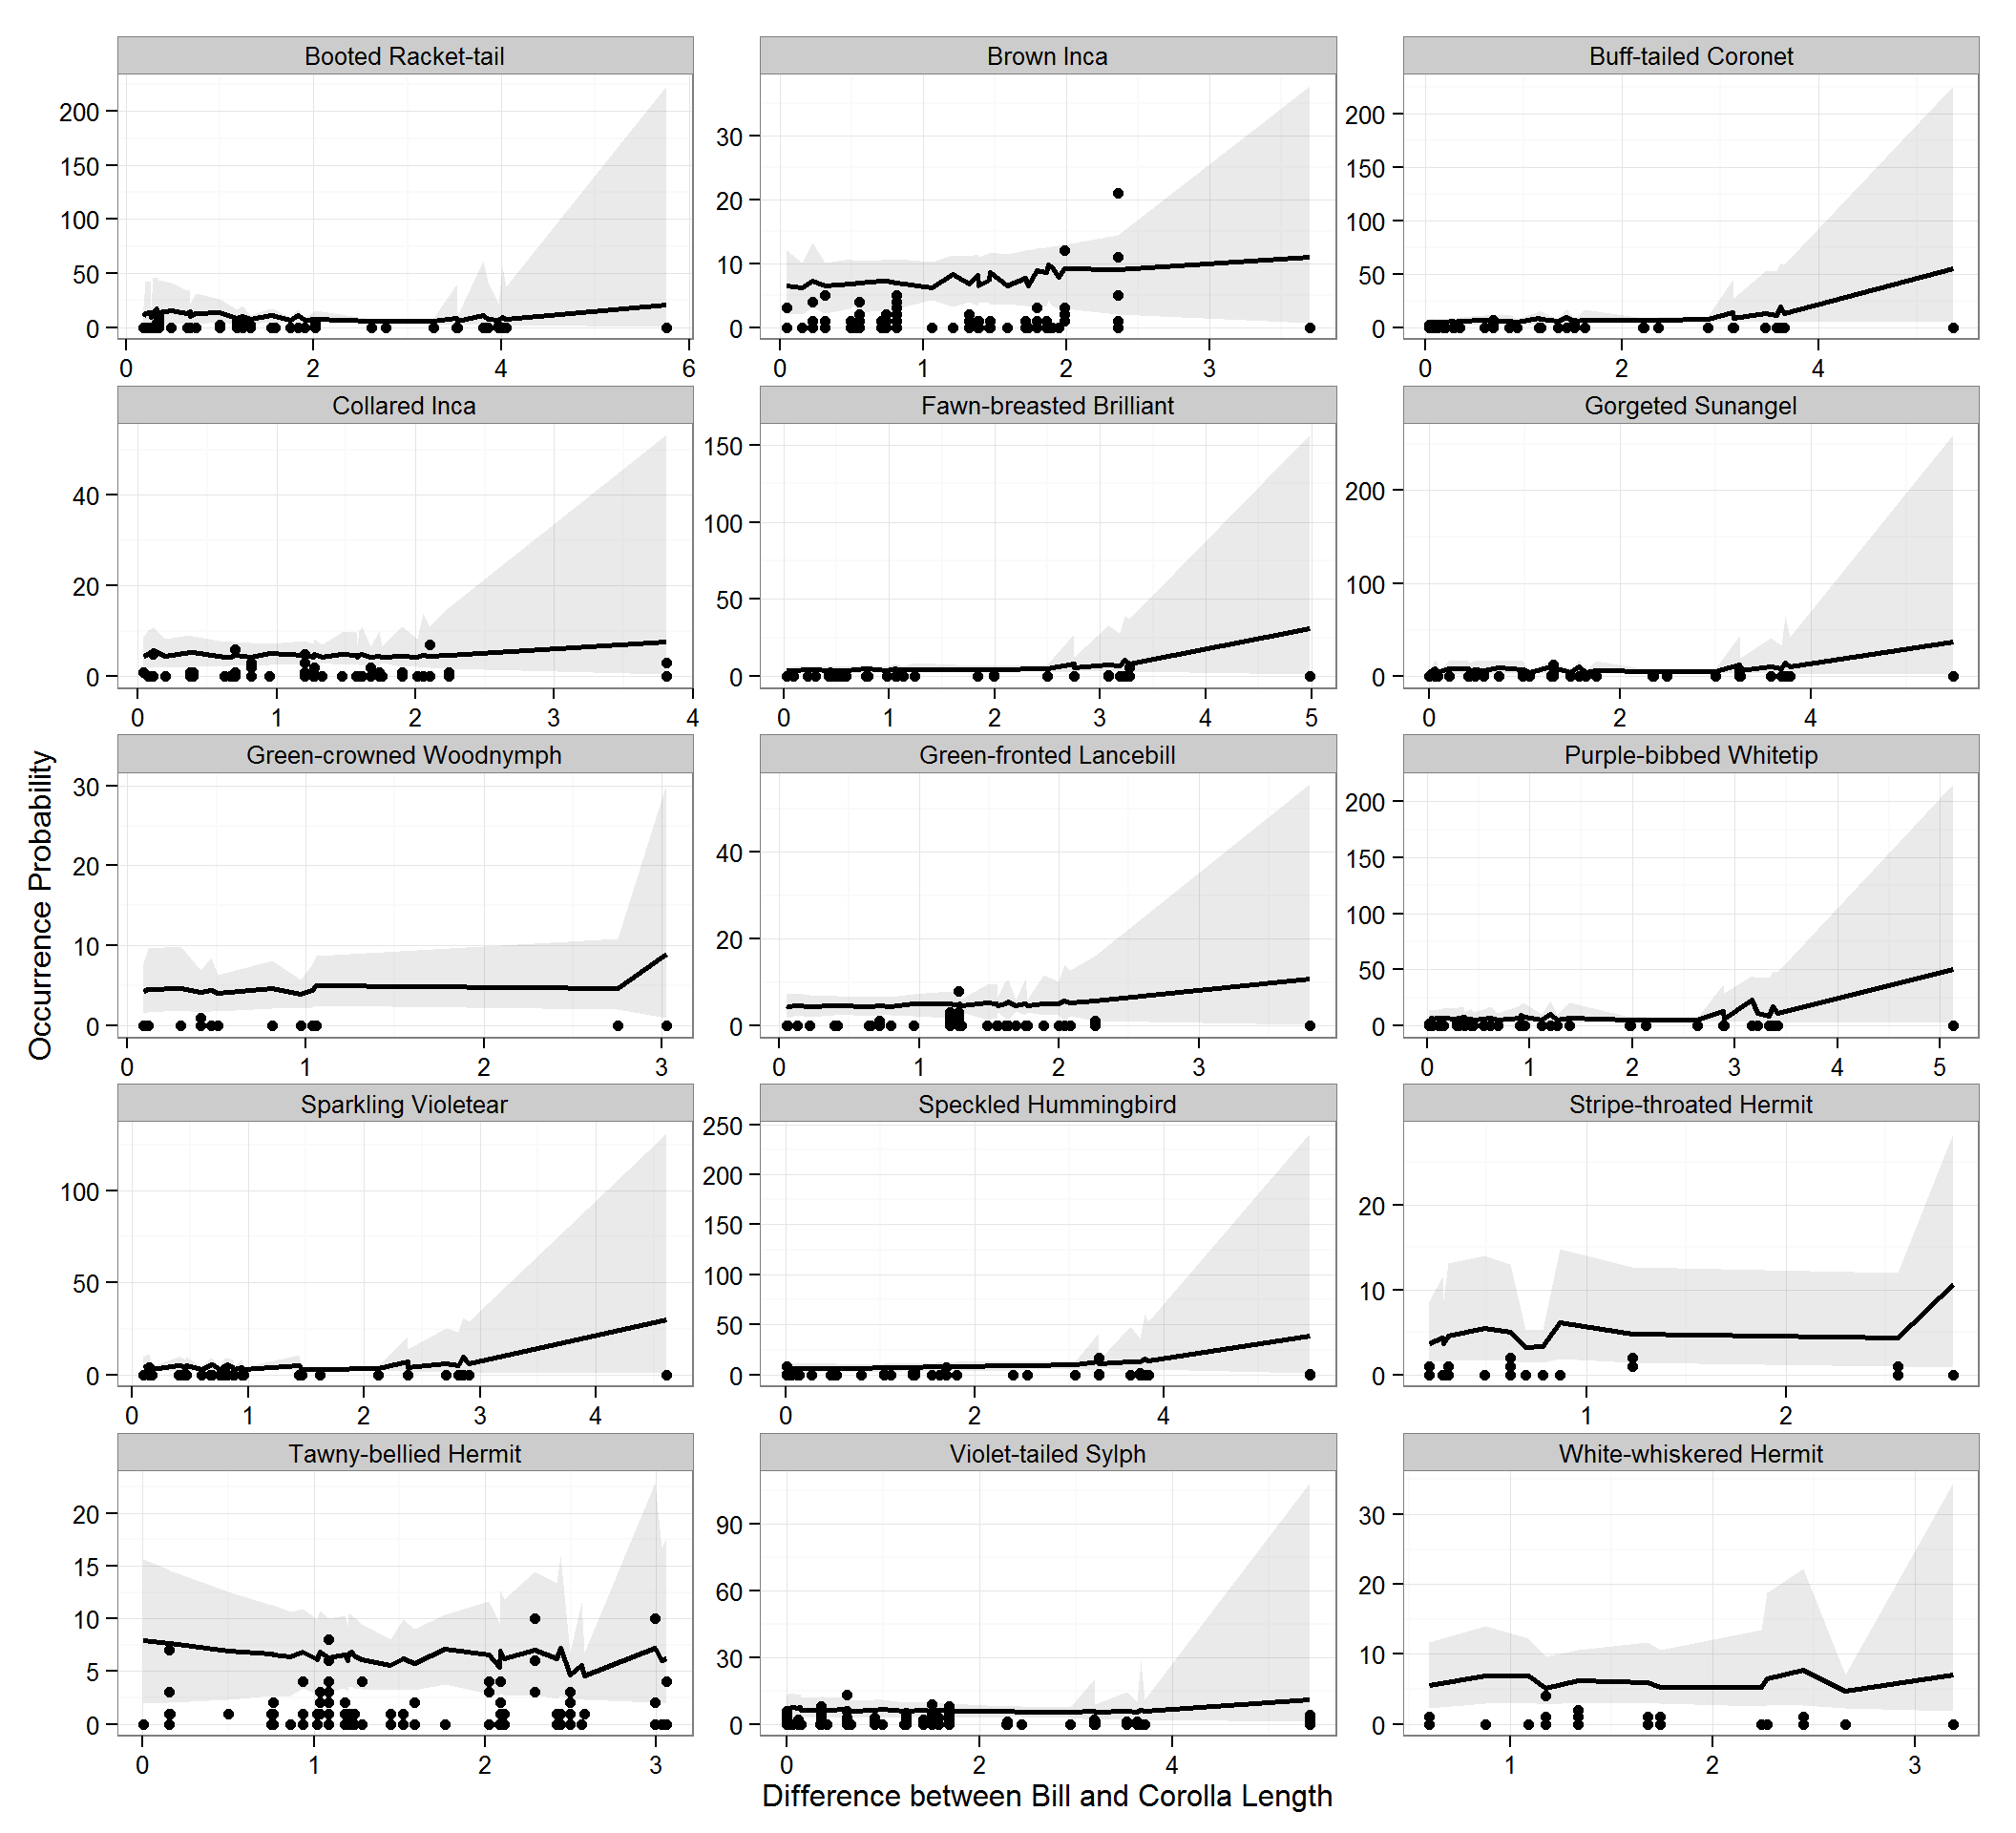 Booted Racket-tail Brown Inca Buff-tailed Coronet
200 150 100 50 0
30 20 10 0
200 150 100 50 0
0 2 4 6
0 1 2 3
0 2 4
Collared Inca Fawn-breasted Brilliant Gorgeted Sunangel
40 20 0
150 100 50 0
200 100 0
0 1 2 3 4
0 1 2 3 4 5
0 2 4
Green-crowned Woodnymph Green-fronted Lancebill Purple-bibbed Whitetip
30 20 10 0
40 20 0
200 150 100 50 0
0 1 2 3
0 1 2 3
0 1 2 3 4 5
Occurrence Probability
Sparkling Violetear Speckled Hummingbird Stripe-throated Hermit
100 50 0
250 200 150 100 50 0
20 10 0
0 1 2 3 4
0 2 4
1 2
Tawny-bellied Hermit Violet-tailed Sylph White-whiskered Hermit
20 15 10 5 0
90 60 30 0
30 20 10 0
0 1 2 3
0 2 4
1 2 3
Difference between Bill and Corolla Length